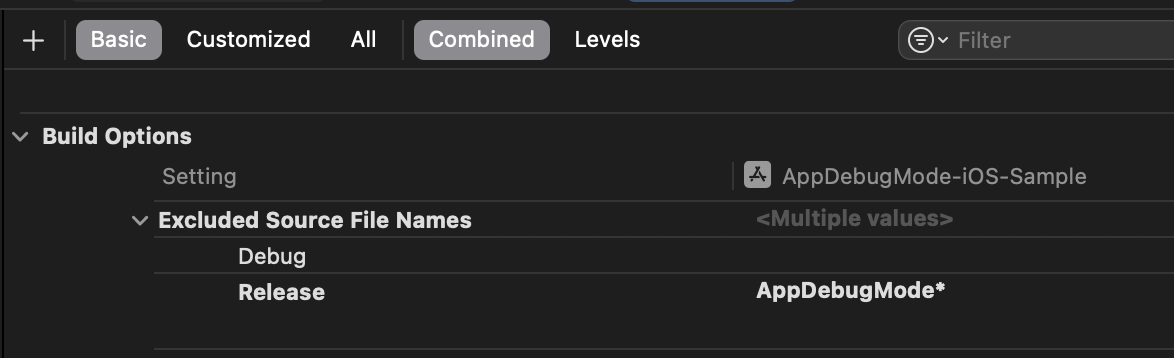 Basic Customized All Combined Levels Filter
Build Options
Setting AppDebugMode-iOS-Sample
Excluded Source File Names <Multiple values>
Debug
Release AppDebugMode*